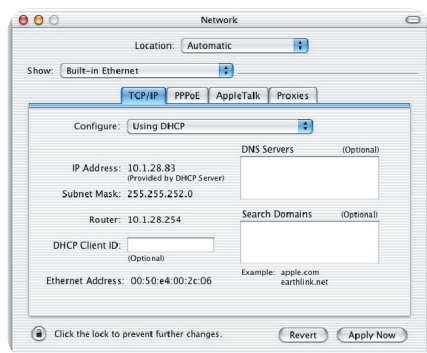 Network
Location: Automatic
Show: Built-in Ethernet
TCP/IP PPPoE AppleTalk Proxies
Configure: Using DHCP
DNS Servers (Optional)
IP Address: 10.1.28.83
(Provided by DHCP Server)
Subnet Mask: 255.255.252.0
Router: 10.1.28.254
Search Domains (Optional)
DHCP Client ID:
(Optional)
Example: apple.com
earthlink.net
Ethernet Address: 00:50:e4:00:2c:06
Click the lock to prevent further changes.
Revert Apply Now